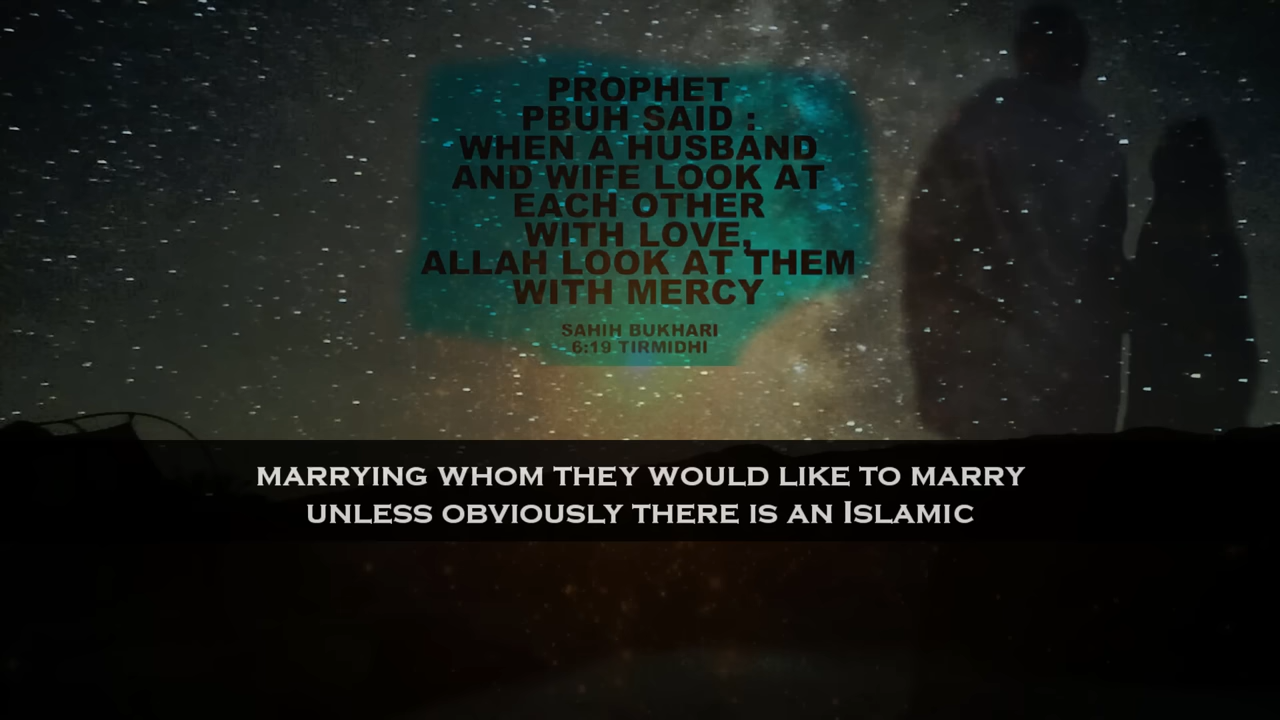 PROPHET
PBUH SAID :
WHEN A HUSBAND
AND WIFE LOOK AT
EACH OTHER
WITH LOVE,
ALLAH LOOK AT THEM
WITH MERCY
SAHIH BUKHARI
6:19 TIRMIDHI
MARRYING WHOM THEY WOULD LIKE TO MARRY
UNLESS OBVIOUSLY THERE IS AN ISLAMIC